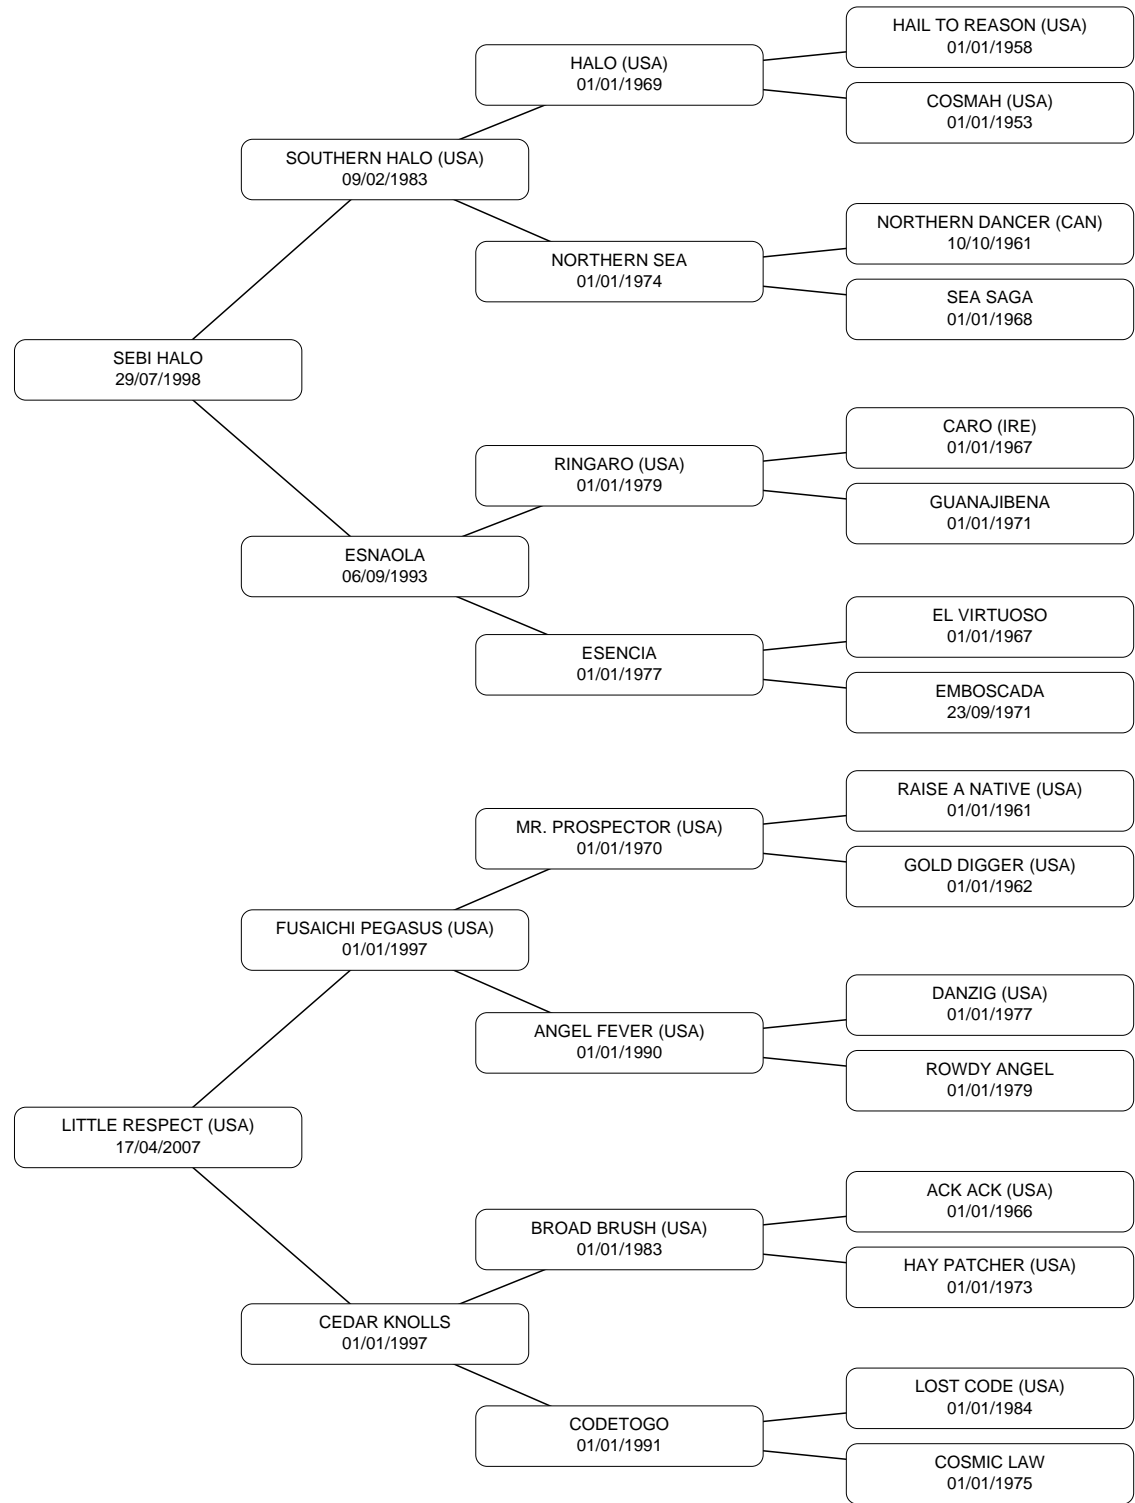 HAIL TO REASON (USA)
01/01/1958
HALO (USA)
01/01/1969
COSMAH (USA)
01/01/1953
SOUTHERN HALO (USA)
09/02/1983
NORTHERN DANCER (CAN)
10/10/1961
NORTHERN SEA
01/01/1974
SEA SAGA
01/01/1968
SEBI HALO
29/07/1998
CARO (IRE)
01/01/1967
RINGARO (USA)
01/01/1979
GUANAJIBENA
01/01/1971
ESNAOLA
06/09/1993
EL VIRTUOSO
01/01/1967
ESENCIA
01/01/1977
EMBOSCADA
23/09/1971
RAISE A NATIVE (USA)
01/01/1961
MR. PROSPECTOR (USA)
01/01/1970
GOLD DIGGER (USA)
01/01/1962
FUSAICHI PEGASUS (USA)
01/01/1997
DANZIG (USA)
01/01/1977
ANGEL FEVER (USA)
01/01/1990
ROWDY ANGEL
01/01/1979
LITTLE RESPECT (USA)
17/04/2007
ACK ACK (USA)
01/01/1966
BROAD BRUSH (USA)
01/01/1983
HAY PATCHER (USA)
01/01/1973
CEDAR KNOLLS
01/01/1997
LOST CODE (USA)
01/01/1984
CODETOGO
01/01/1991
COSMIC LAW
01/01/1975